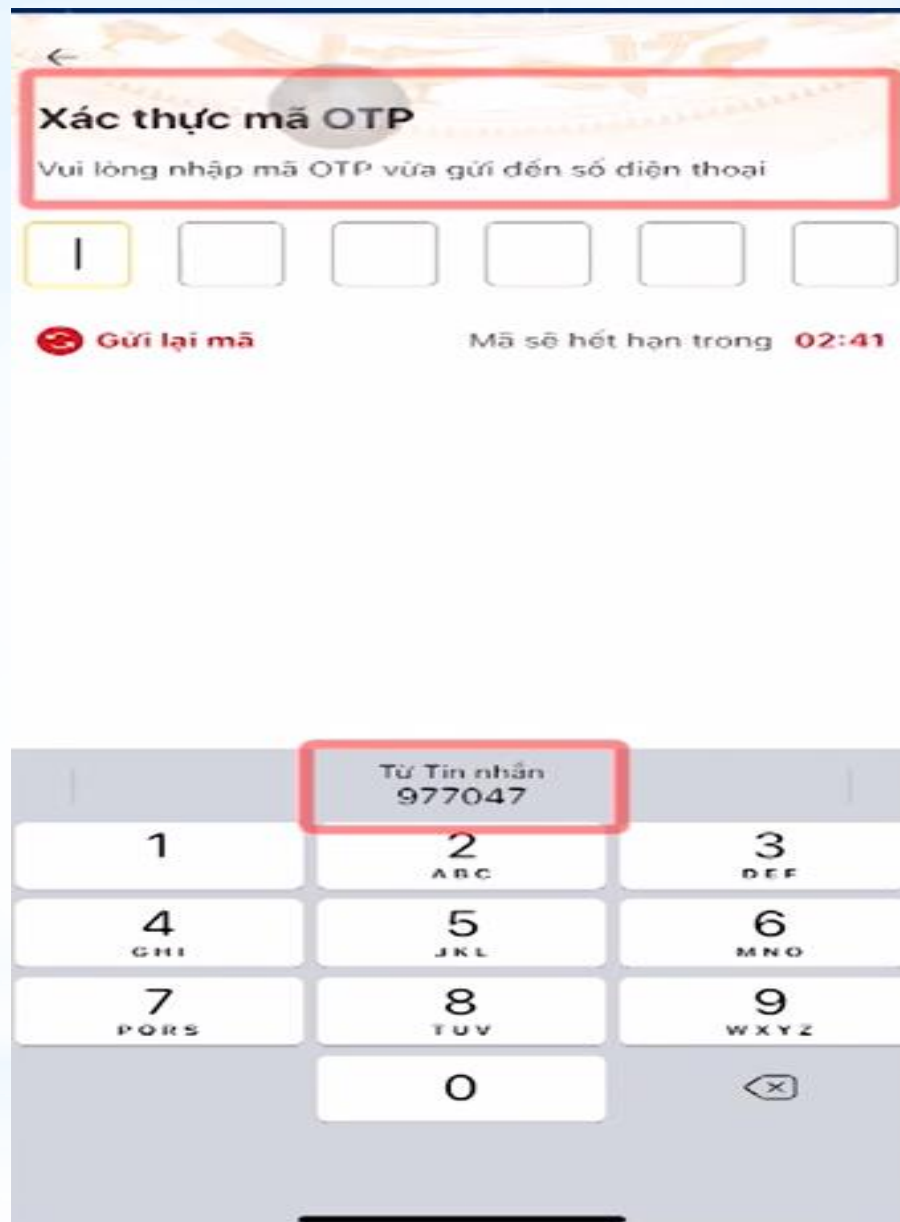 Xác thực mã OTP
Vui lòng nhập mã OTP vừa gửi đến số điện thoại
Gửi lại mã Mã sẽ hết hạn trong 02:41
Từ Tin nhắn
977047
1 2 3
ABC DEF
4 5 6
GHI JKL MNO
7 8 9
PQRS TUV WXYZ
0